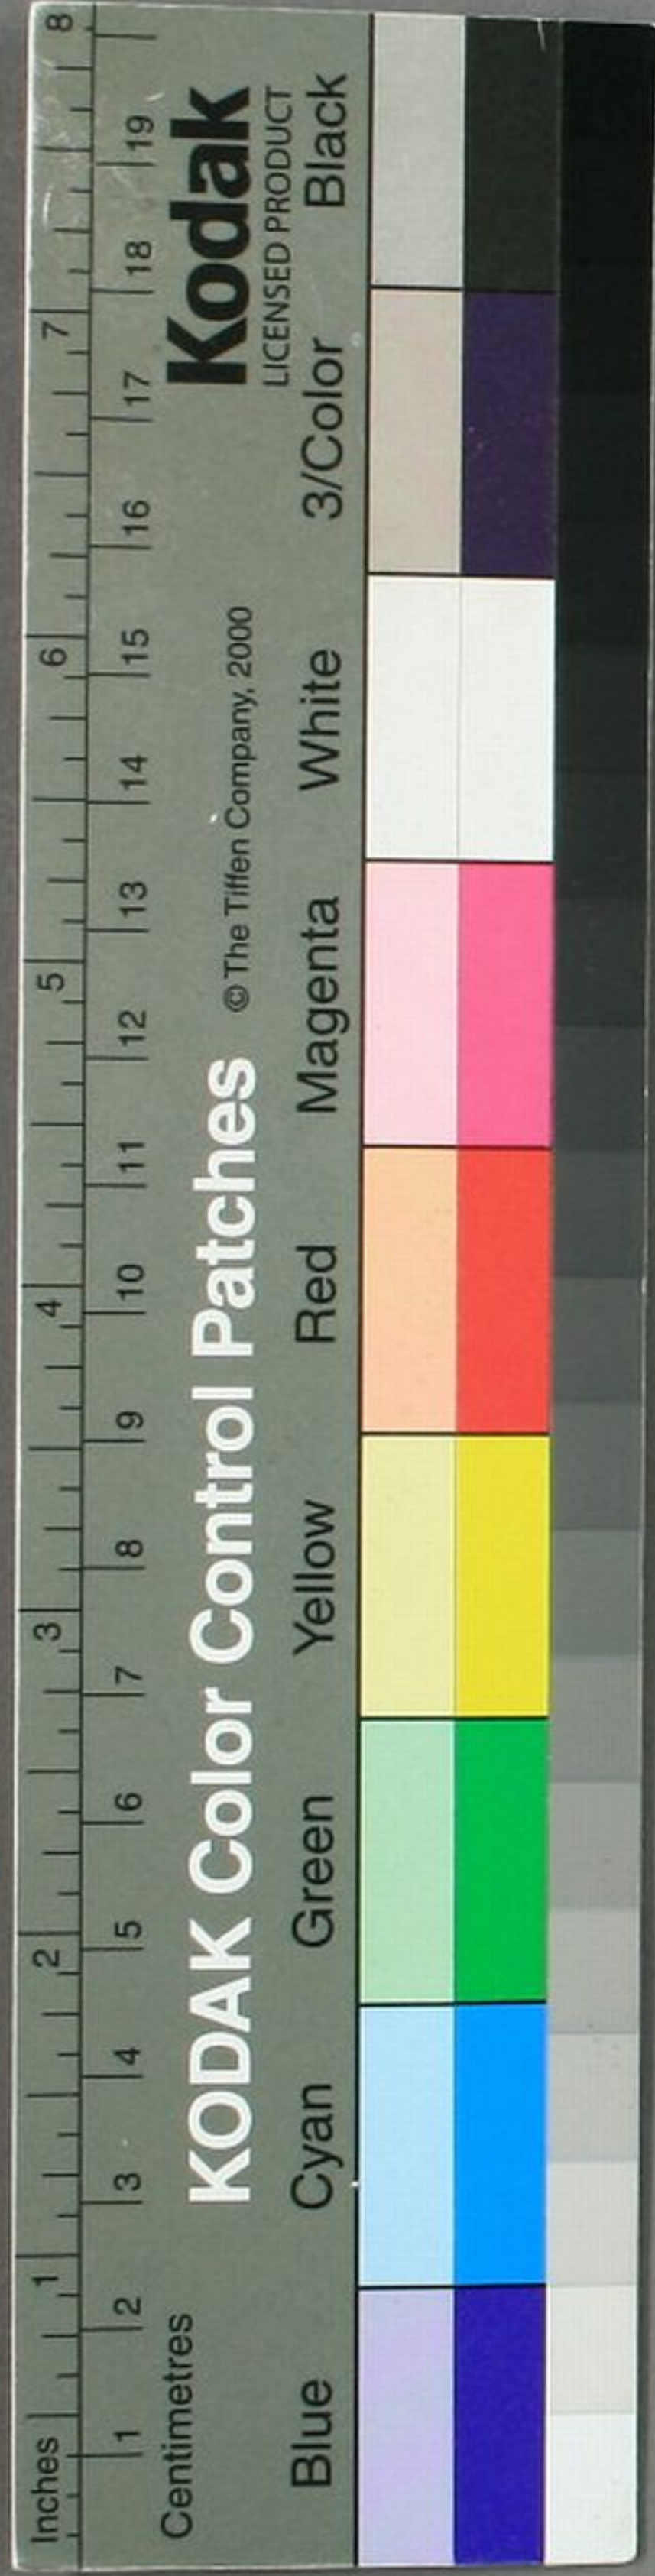 Inches 1 2 3 4 5 6 7 8
Centimetres 1 2 3 4 5 6 7 8 9 10 11 12 13 14 15 16 17 18 19
KODAK Color Control Patches © The Tiffen Company, 2000 Kodak
LICENSED PRODUCT
Blue Cyan Green Yellow Red Magenta White 3/Color Black